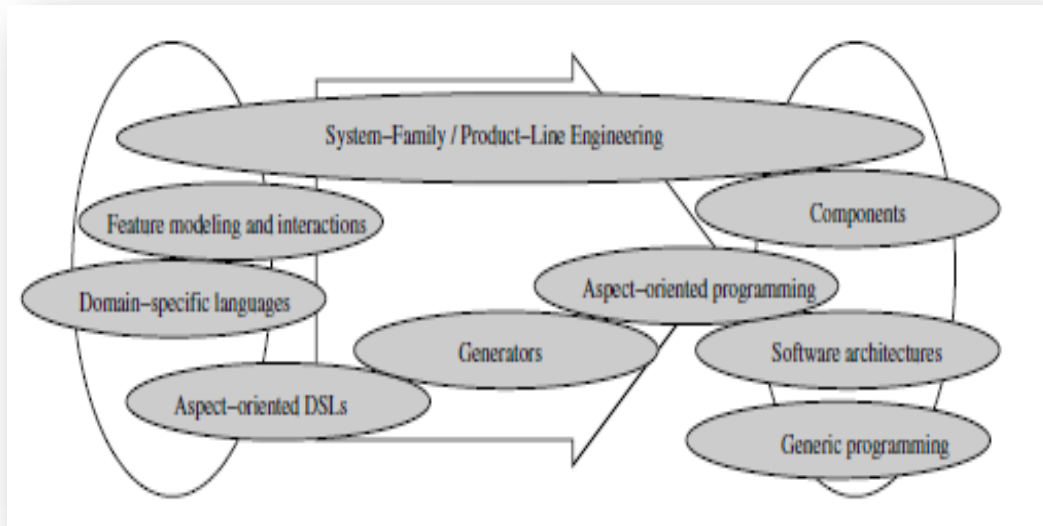 System–Family / Product–Line Engineering
Feature modeling and interactions
Components
Domain–specific languages
Aspect–oriented programming
Generators
Software architectures
Aspect–oriented DSLs
Generic programming